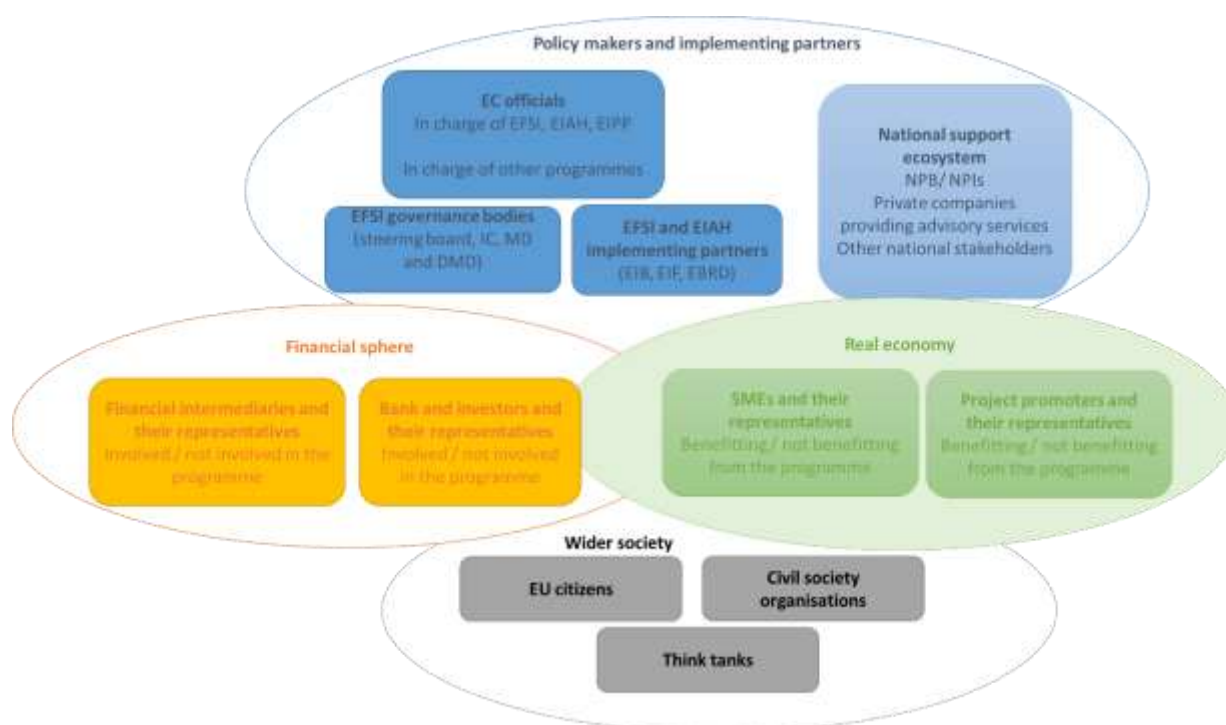 Policy makers and implementing partners
EC officials
In charge of EFSI, EIAH, EIPP
In charge of other programmes
National support
ecosystem
NPB/ NPIs
Private companies
providing advisory services
Other national stakeholders
EFSI governance bodies
(steering board, IC, MD
and DMD)
EFSI and EIAH
implementing partners
(EIB, EIF, EBRD)
Financial sphere
Real economy
Financial intermediaries and
their representatives
Involved / not involved in the
programme
Bank and investors and
their representatives
Involved / not involved
in the programme
SMEs and their
representatives
Benefitting / not benefitting
from the programme
Project promoters and
their representatives
Benefitting / not benefitting
from the programme
Wider society
EU citizens
Civil society
organisations
Think tanks